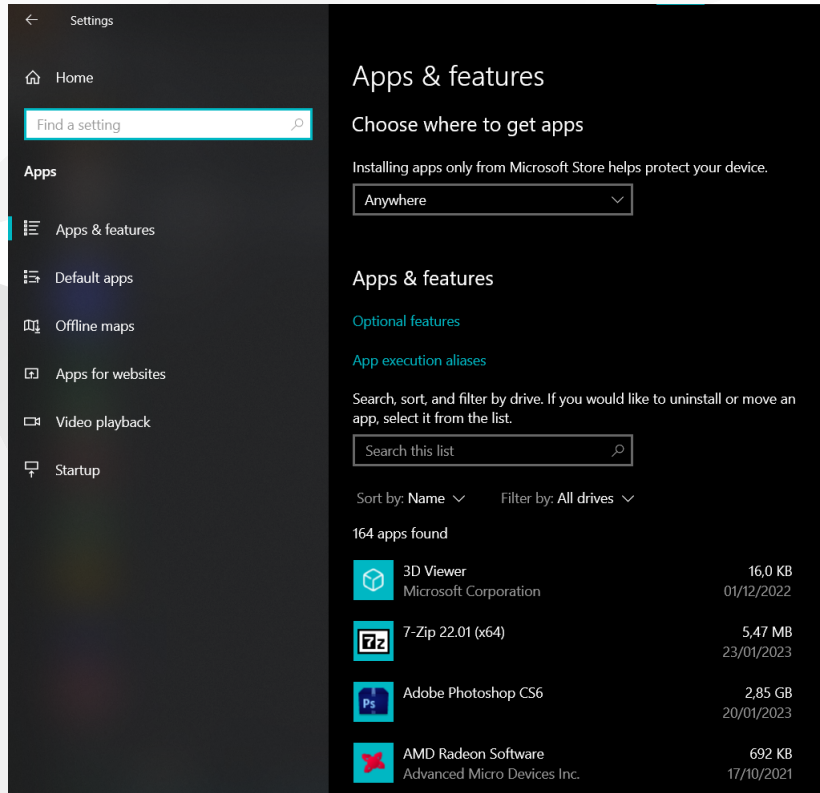 Settings
Home
Find a setting
Apps
Apps & features
Default apps
Offline maps
Apps for websites
Video playback
Startup
Apps & features
Choose where to get apps
Installing apps only from Microsoft Store helps protect your device.
Anywhere
Apps & features
Optional features
App execution aliases
Search, sort, and filter by drive. If you would like to uninstall or move an
app, select it from the list.
Search this list
Sort by: Name Filter by: All drives
164 apps found
3D Viewer 16,0 KB
Microsoft Corporation 01/12/2022
7z
7-Zip 22.01 (x64) 5,47 MB
23/01/2023
Ps
Adobe Photoshop CS6 2,85 GB
20/01/2023
AMD Radeon Software 692 KB
Advanced Micro Devices Inc. 17/10/2021